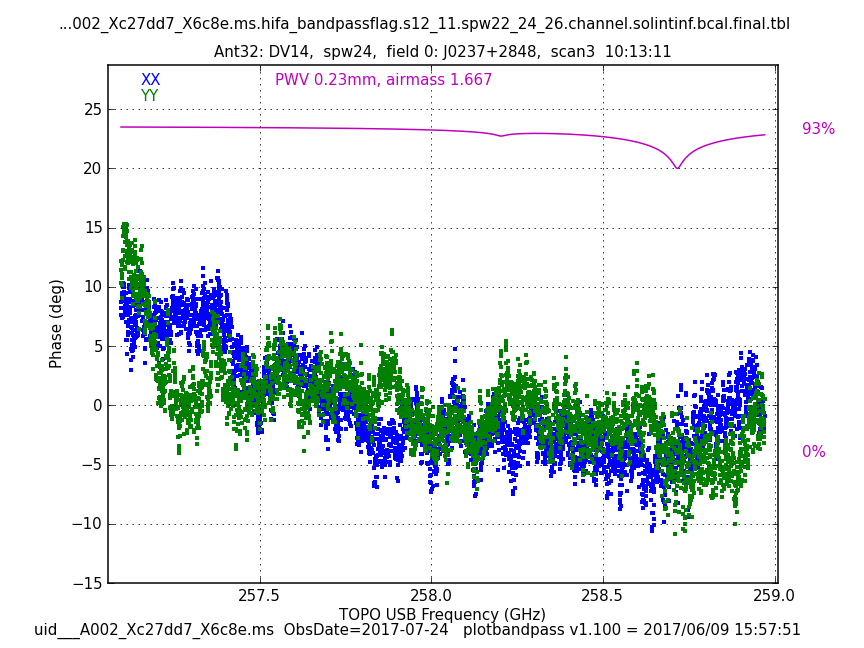 ...002_Xc27dd7_X6c8e.ms.hifa_bandpassflag.s12_11.spw22_24_26.channel.solintinf.bcal.final.tbl
Ant32: DV14,  spw24,  field 0: J0237+2848,  scan3  10:13:11
XX
PWV 0.23mm, airmass 1.667
YY
25
93%
20
15
10
5
0
0%
−5
−10
−15
Phase (deg)
257.5
258.0
258.5
259.0
TOPO USB Frequency (GHz)
uid___A002_Xc27dd7_X6c8e.ms  ObsDate=2017-07-24   plotbandpass v1.100 = 2017/06/09 15:57:51